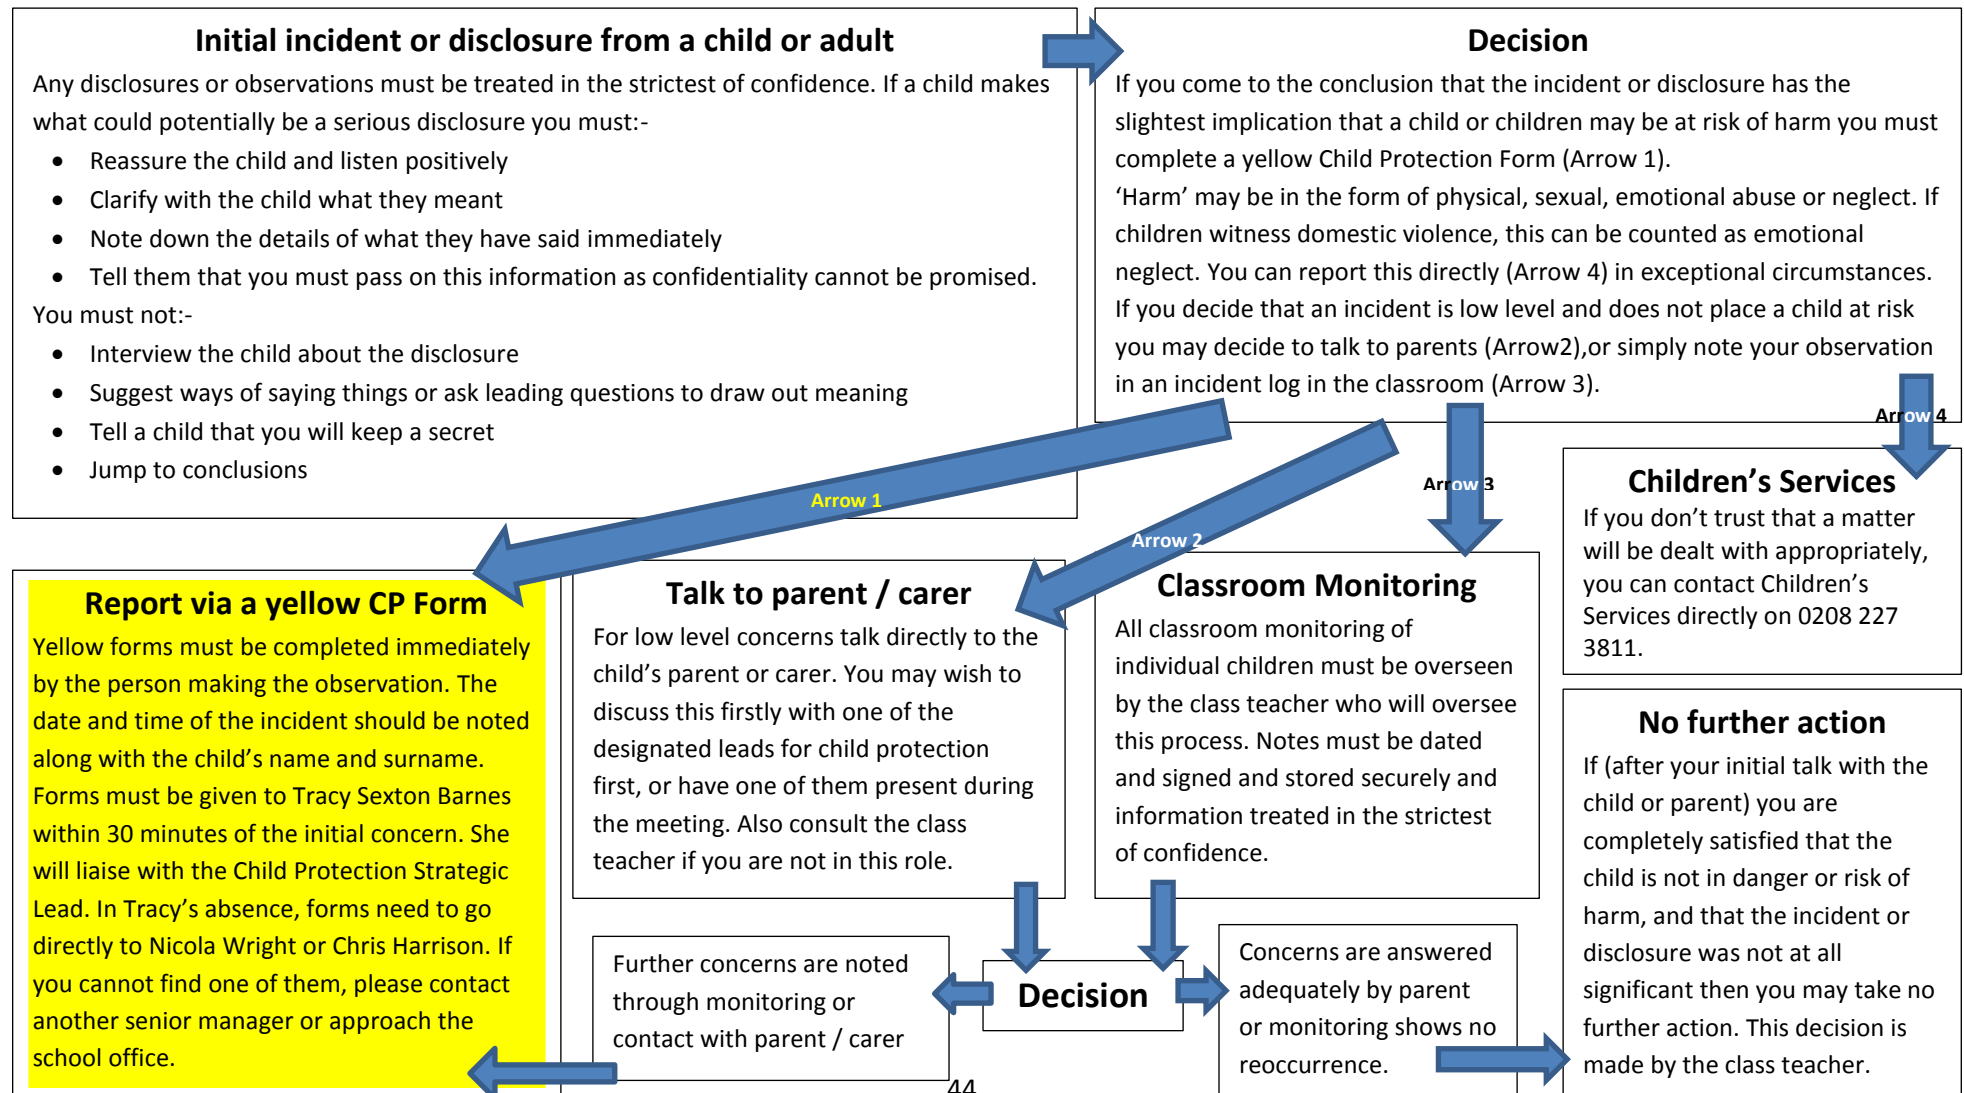 Initial incident or disclosure from a child or adult
Any disclosures or observations must be treated in the strictest of confidence. If a child makes
what could potentially be a serious disclosure you must:-
• Reassure the child and listen positively
• Clarify with the child what they meant
• Note down the details of what they have said immediately
• Tell them that you must pass on this information as confidentiality cannot be promised.
You must not:-
• Interview the child about the disclosure
• Suggest ways of saying things or ask leading questions to draw out meaning
• Tell a child that you will keep a secret
• Jump to conclusions
Decision
If you come to the conclusion that the incident or disclosure has the
slightest implication that a child or children may be at risk of harm you must
complete a yellow Child Protection Form (Arrow 1).
‘Harm’ may be in the form of physical, sexual, emotional abuse or neglect. If
children witness domestic violence, this can be counted as emotional
neglect. You can report this directly (Arrow 4) in exceptional circumstances.
If you decide that an incident is low level and does not place a child at risk
you may decide to talk to parents (Arrow2),or simply note your observation
in an incident log in the classroom (Arrow 3).
Arrow 1
Arrow 2
Arrow 3
Arrow 4
Report via a yellow CP Form
Yellow forms must be completed immediately
by the person making the observation. The
date and time of the incident should be noted
along with the child’s name and surname.
Forms must be given to Tracy Sexton Barnes
within 30 minutes of the initial concern. She
will liaise with the Child Protection Strategic
Lead. In Tracy’s absence, forms need to go
directly to Nicola Wright or Chris Harrison. If
you cannot find one of them, please contact
another senior manager or approach the
school office.
Talk to parent / carer
For low level concerns talk directly to the
child’s parent or carer. You may wish to
discuss this firstly with one of the
designated leads for child protection
first, or have one of them present during
the meeting. Also consult the class
teacher if you are not in this role.
Classroom Monitoring
All classroom monitoring of
individual children must be overseen
by the class teacher who will oversee
this process. Notes must be dated
and signed and stored securely and
information treated in the strictest
of confidence.
Children’s Services
If you don’t trust that a matter
will be dealt with appropriately,
you can contact Children’s
Services directly on 0208 227
3811.
No further action
If (after your initial talk with the
child or parent) you are
completely satisfied that the
child is not in danger or risk of
harm, and that the incident or
disclosure was not at all
significant then you may take no
further action. This decision is
made by the class teacher.
Further concerns are noted
through monitoring or
contact with parent / carer
Decision
Concerns are answered
adequately by parent
or monitoring shows no
reoccurrence.
44